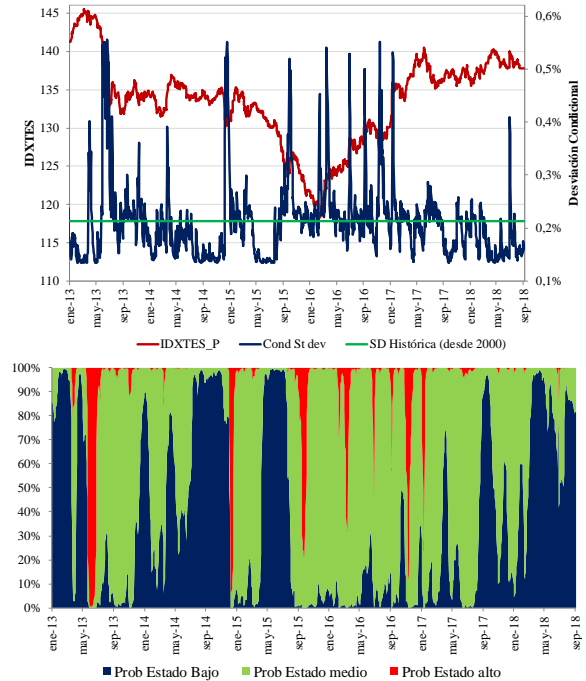 145
140
135
130
125
120
115
110
IDXTES
0,6%
0,5%
0,4%
0,3%
0,2%
0,1%
Desviación Condicional
ene-13
may-13
sep-13
ene-14
may-14
sep-14
ene-15
may-15
sep-15
ene-16
may-16
sep-16
ene-17
may-17
sep-17
ene-18
may-18
sep-18
IDXTES_P
Cond St dev
SD Histórica (desde 2000)
100%
90%
80%
70%
60%
50%
40%
30%
20%
10%
0%
ene-13
may-13
sep-13
ene-14
may-14
sep-14
ene-15
may-15
sep-15
ene-16
may-16
sep-16
ene-17
may-17
sep-17
ene-18
may-18
sep-18
Prob Estado Bajo
Prob Estado medio
Prob Estado alto